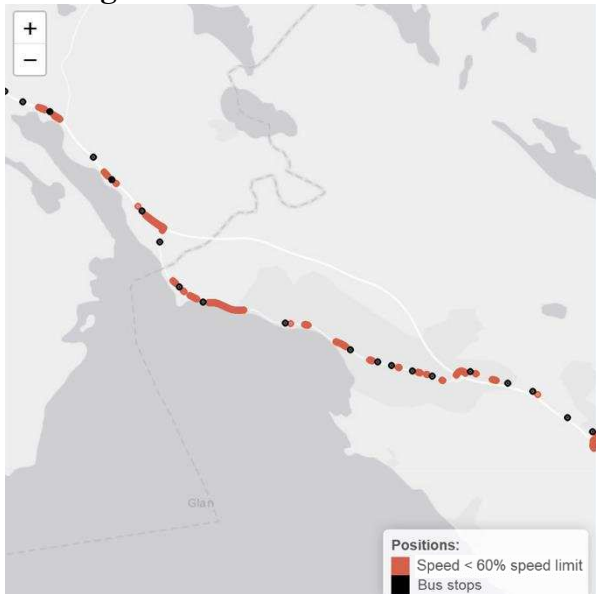 +
−
Glan
Positions:
Speed < 60% speed limit
Bus stops